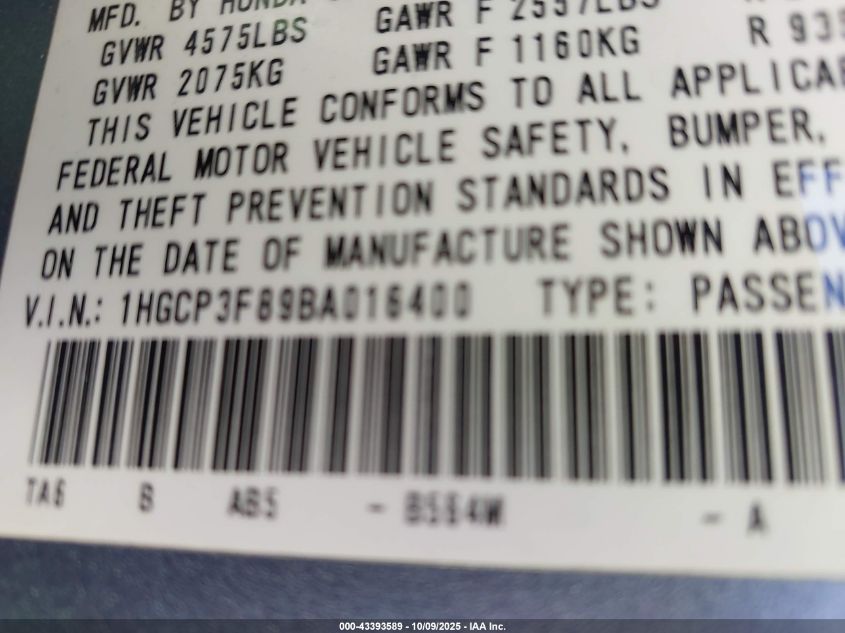 MFD. BY HONDA
GVWR 4575LBS GAWR F 2557LBS
GVWR 2075KG GAWR F 1160KG R 939
THIS VEHICLE CONFORMS TO ALL APPLICAB
FEDERAL MOTOR VEHICLE SAFETY, BUMPER,
AND THEFT PREVENTION STANDARDS IN EFF
ON THE DATE OF MANUFACTURE SHOWN ABOV
V.I.N.: 1HGCP3F89BA016400 TYPE: PASSEN
TA6 B AB5 - B564M - A
000-43393589 - 10/09/2025 - IAA Inc.